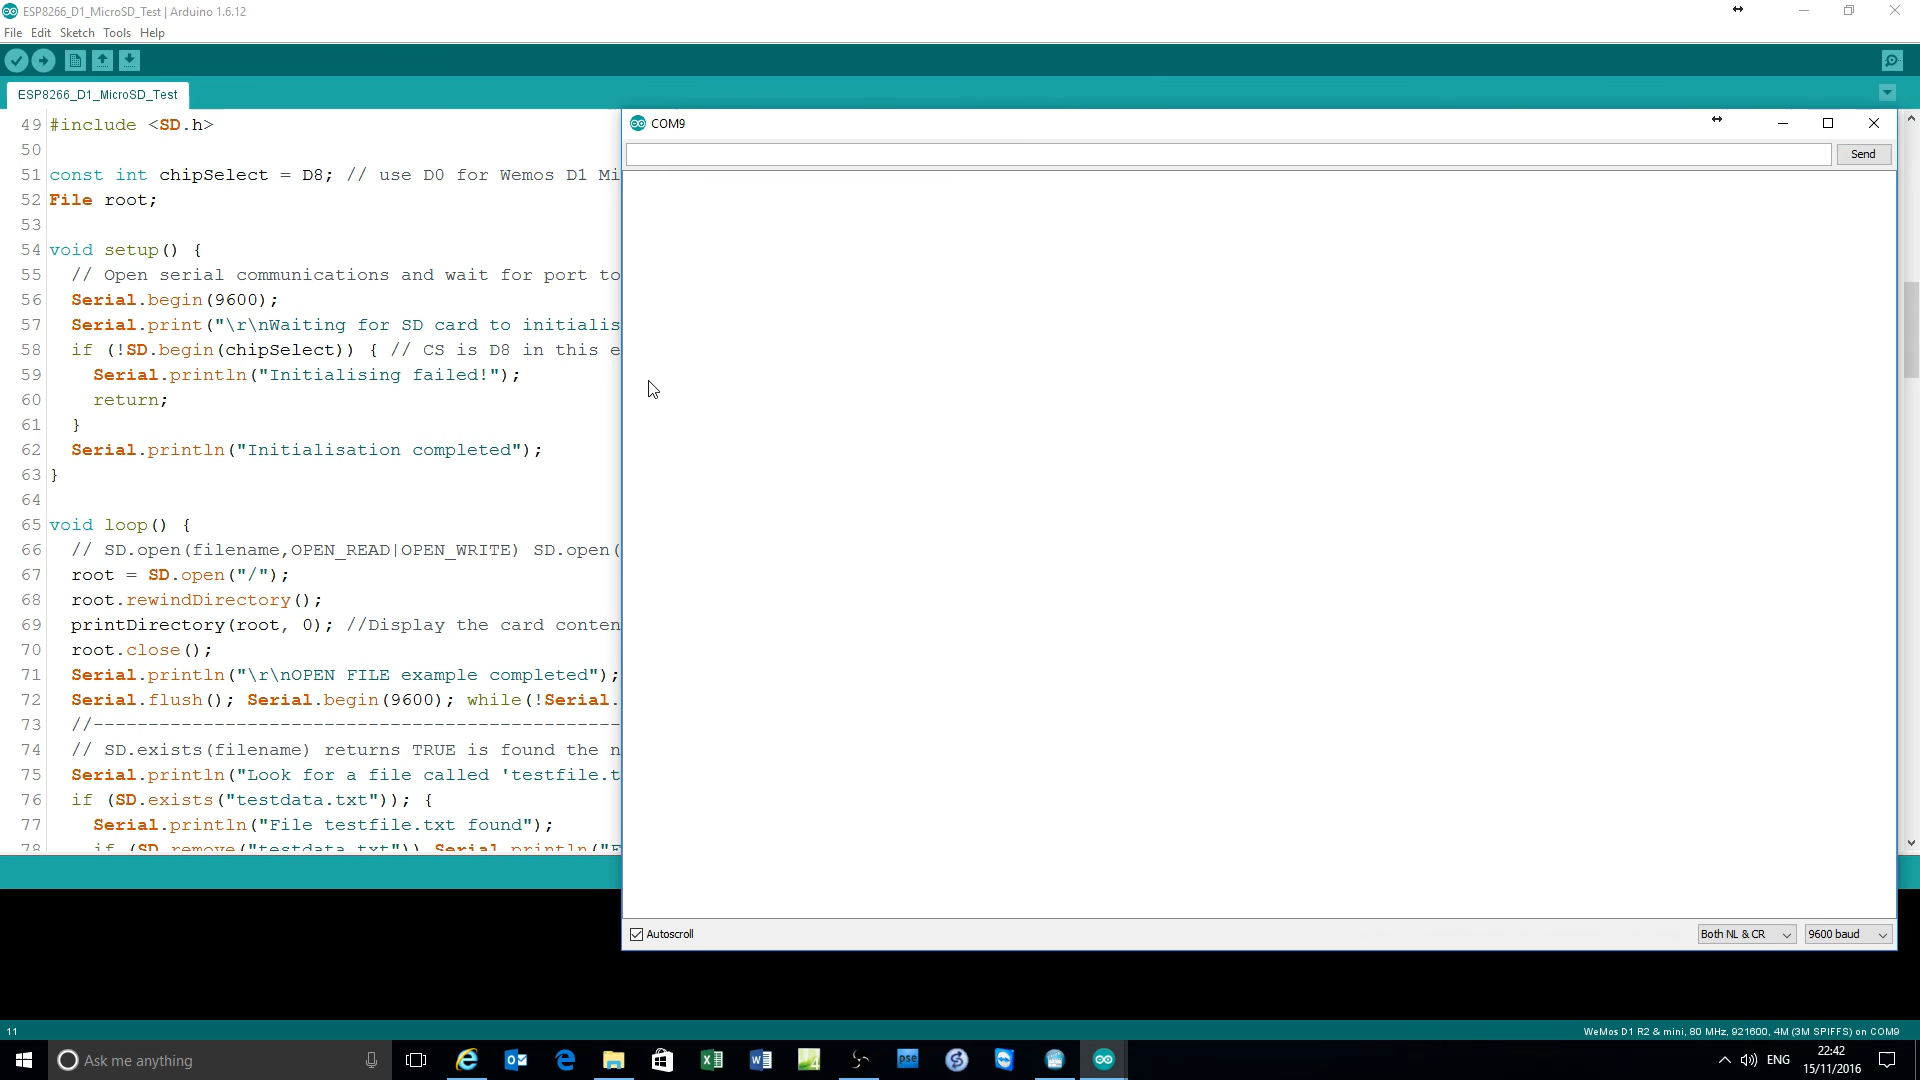 ESP8266_D1_MicroSD_Test | Arduino 1.6.12
File Edit Sketch Tools Help
ESP8266_D1_MicroSD_Test
49 #include <SD.h>
50
51 const int chipSelect = D8; // use D0 for Wemos D1 Mi
52 File root;
53
54 void setup() {
55 // Open serial communications and wait for port to
56 Serial.begin(9600);
57 Serial.print("\r\nWaiting for SD card to initialis
58 if (!SD.begin(chipSelect)) { // CS is D8 in this e
59 Serial.println("Initialising failed!");
60 return;
61 }
62 Serial.println("Initialisation completed");
63 }
64
65 void loop() {
66 // SD.open(filename,OPEN_READ|OPEN_WRITE) SD.open(
67 root = SD.open("/");
68 root.rewindDirectory();
69 printDirectory(root, 0); //Display the card conten
70 root.close();
71 Serial.println("\r\nOPEN FILE example completed");
72 Serial.flush(); Serial.begin(9600); while(!Serial.
73 //------------------------------------------------
74 // SD.exists(filename) returns TRUE is found the n
75 Serial.println("Look for a file called 'testfile.t
76 if (SD.exists("testdata.txt")); {
77 Serial.println("File testfile.txt found");
78 if (SD.remove("testdata.txt")) Serial.println("F
COM9
Send
Autoscroll
Both NL & CR
9600 baud
11
WeMos D1 R2 & mini, 80 MHz, 921600, 4M (3M SPIFFS) on COM9
Ask me anything
pse
ENG
22:42
15/11/2016